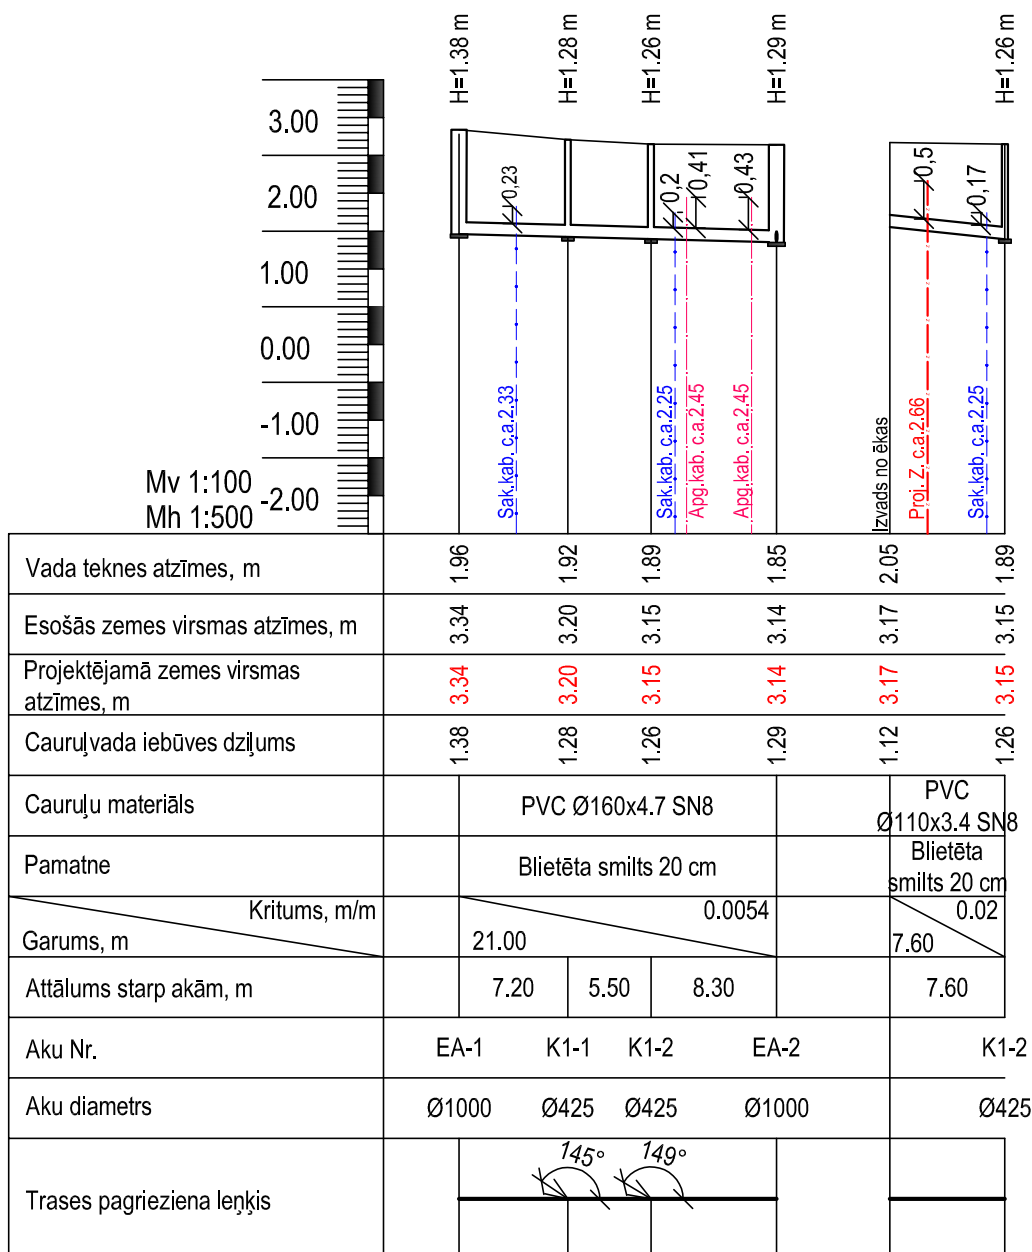 H=1.38 m
H=1.28 m
H=1.26 m
H=1.29 m
H=1.26 m
3.00
2.00
1.00
0.00
-1.00
-2.00
Mv 1:100
Mh 1:500
0,23
0,2
0,41
0,43
0,5
0,17
Sak.kab. c.a.2.33
Sak.kab. c.a.2.25
Apg.kab. c.a.2.45
Apg.kab. c.a.2.45
Izvads no ēkas
Proj. Z. c.a.2.66
Sak.kab. c.a.2.25
Vada teknes atzīmes, m
1.96 1.92 1.89 1.85 2.05 1.89
Esošās zemes virsmas atzīmes, m
3.34 3.20 3.15 3.14 3.17 3.15
Projektējamā zemes virsmas
atzīmes, m
3.34 3.20 3.15 3.14 3.17 3.15
Cauruļvada iebūves dziļums
1.38 1.28 1.26 1.29 1.12 1.26
Cauruļu materiāls
PVC Ø160x4.7 SN8
PVC
Ø110x3.4 SN8
Pamatne
Blietēta smilts 20 cm
Blietēta
smilts 20 cm
Kritums, m/m
0.0054
0.02
Garums, m
21.00
7.60
Attālums starp akām, m
7.20 5.50 8.30 7.60
Aku Nr.
EA-1 K1-1 K1-2 EA-2 K1-2
Aku diametrs
Ø1000 Ø425 Ø425 Ø1000 Ø425
Trases pagrieziena leņķis
145° 149°